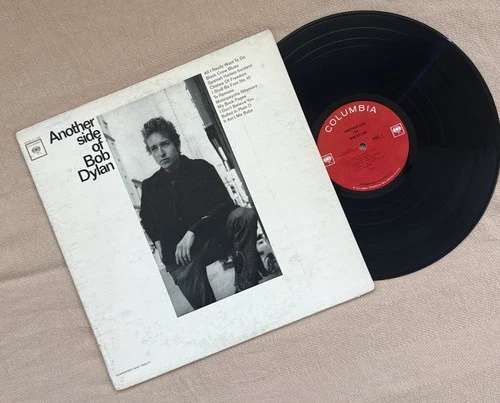 Another
side
of
Bob
Dylan
All I Really Want To Do
Black Crow Blues
Spanish Harlem Incident
Chimes Of Freedom
I Shall Be Free No. 10
To Ramona
Motorpsycho Nitemare
My Back Pages
I Don't Believe You
Ballad In Plain D
It Ain't Me Babe
COLUMBIA
BOB DYLAN